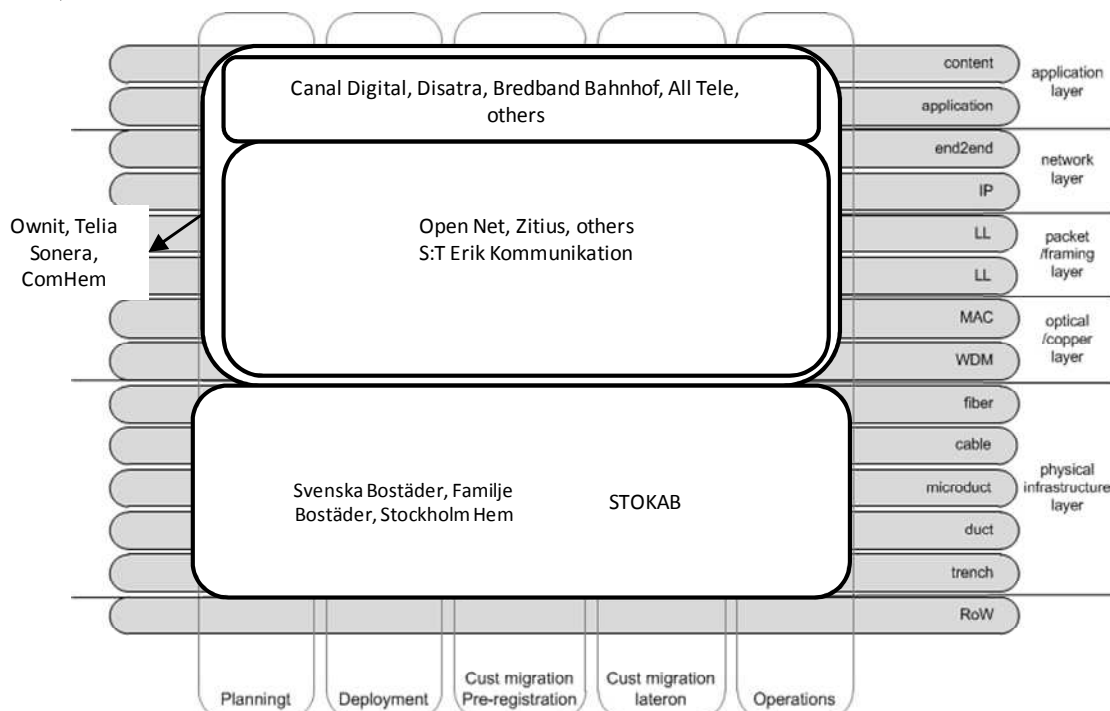 content
application
layer
Canal Digital, Disatra, Bredband Bahnhof, All Tele,
others
application
end2end
network
layer
IP
Ownit, Telia
Sonera,
ComHem
Open Net, Zitius, others
S:T Erik Kommunikation
LL
packet
/framing
layer
LL
MAC
optical
/copper
layer
WDM
fiber
cable
Svenska Bostäder, Familje
Bostäder, Stockholm Hem
STOKAB
microduct
physical
infrastructure
layer
duct
trench
RoW
Planningt
Deployment
Cust migration
Pre-registration
Cust migration
lateron
Operations